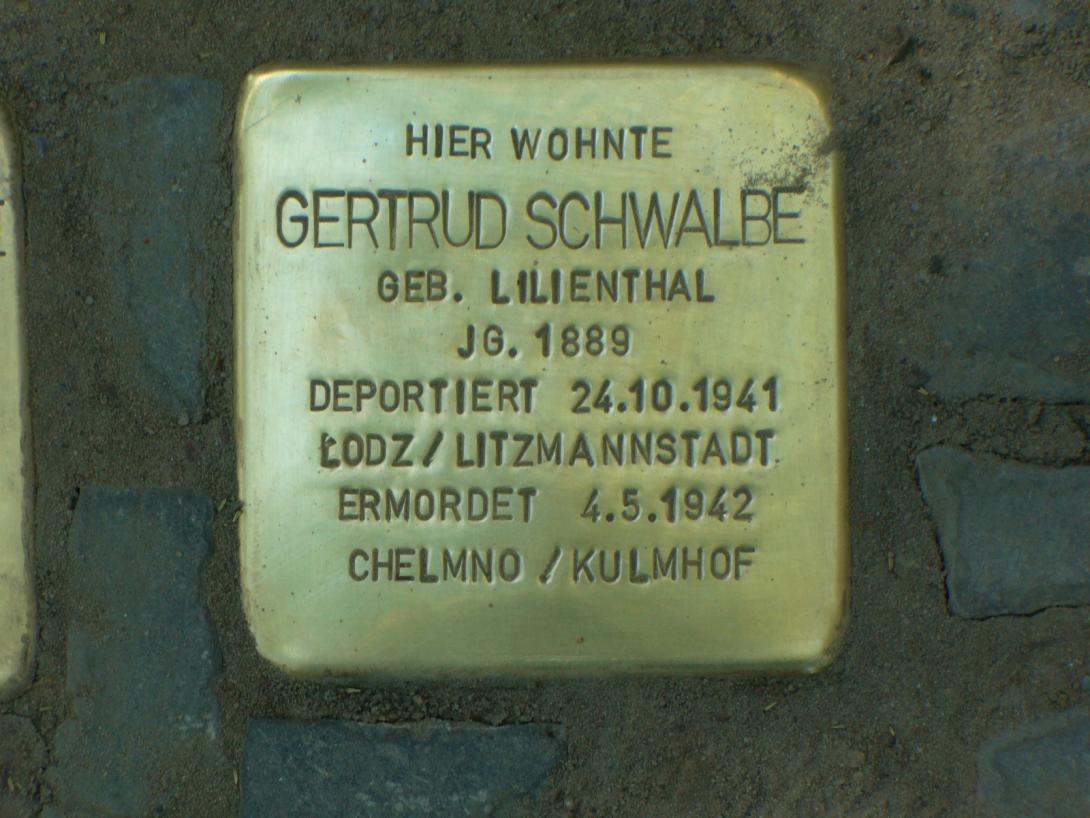 HIER WOHNTE
GERTRUD SCHWALBE
GEB. LILIENTHAL
JG. 1889
DEPORTIERT 24.10.1941
ŁODZ/LITZMANNSTADT
ERMORDET 4.5.1942
CHELMNO / KULMHOF